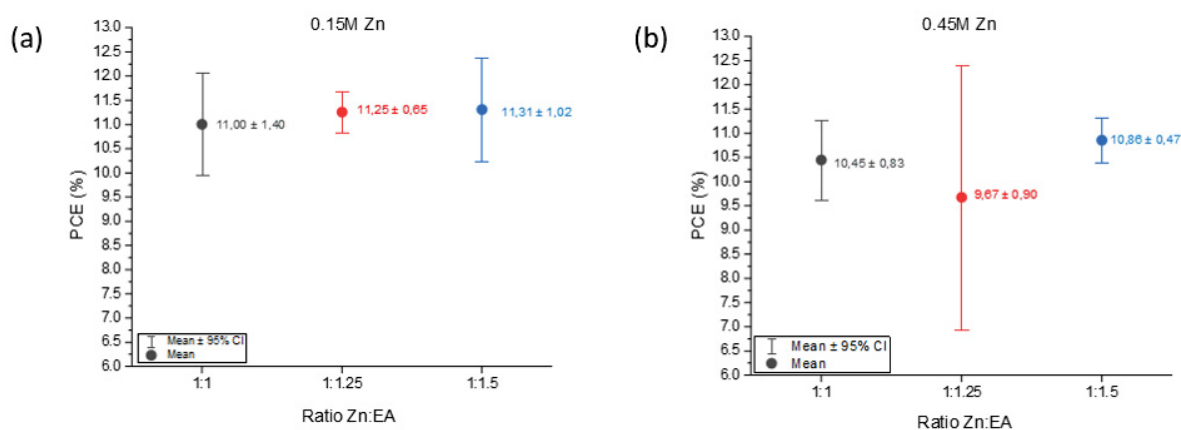 (a)
0.15M Zn
PCE (%)
13.0
12.5
12.0
11.5
11.0
10.5
10.0
9.5
9.0
8.5
8.0
7.5
7.0
6.5
6.0
11,00 ± 1,40
11,25 ± 0,65
11,31 ± 1,02
Mean ± 95% CI
Mean
1:1
1:1.25
1:1.5
Ratio Zn:EA
(b)
0.45M Zn
PCE (%)
13.0
12.5
12.0
11.5
11.0
10.5
10.0
9.5
9.0
8.5
8.0
7.5
7.0
6.5
6.0
10,45 ± 0,83
9,67 ± 0,90
10,86 ± 0,47
Mean ± 95% CI
Mean
1:1
1:1.25
1:1.5
Ratio Zn:EA